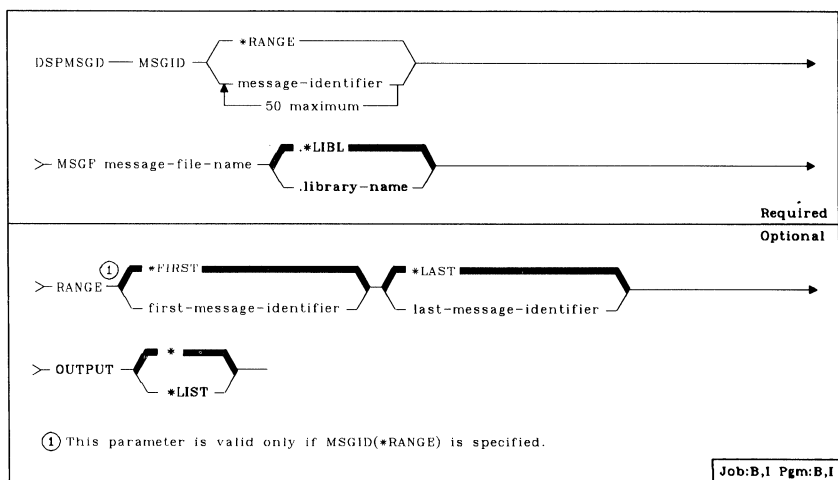 *RANGE
DSPMSGD MSGID
message-identifier
50 maximum
.*LIBL
MSGF message-file-name
.library-name
Required
Optional
① *FIRST *LAST
RANGE
first-message-identifier last-message-identifier
*
OUTPUT
*LIST
① This parameter is valid only if MSGID(*RANGE) is specified.
Job:B,I Pgm:B,I